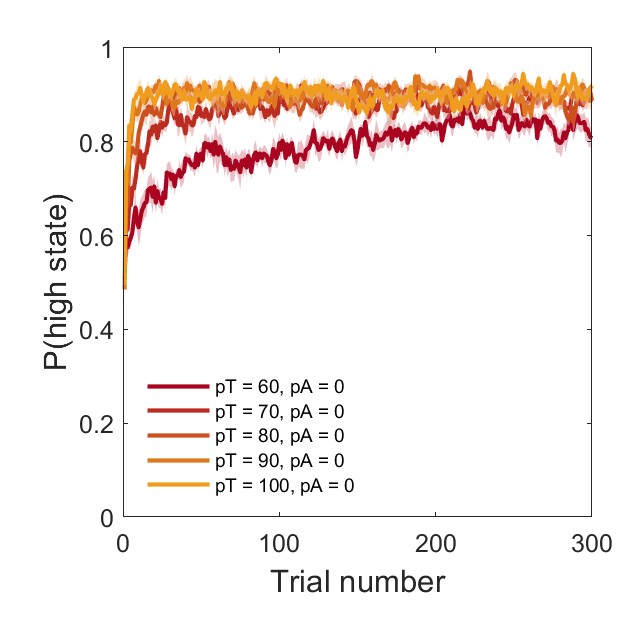 1
0.8
0.6
0.4
0.2
0
P(high state)
pT = 60, pA = 0
pT = 70, pA = 0
pT = 80, pA = 0
pT = 90, pA = 0
pT = 100, pA = 0
0 100 200 300
Trial number